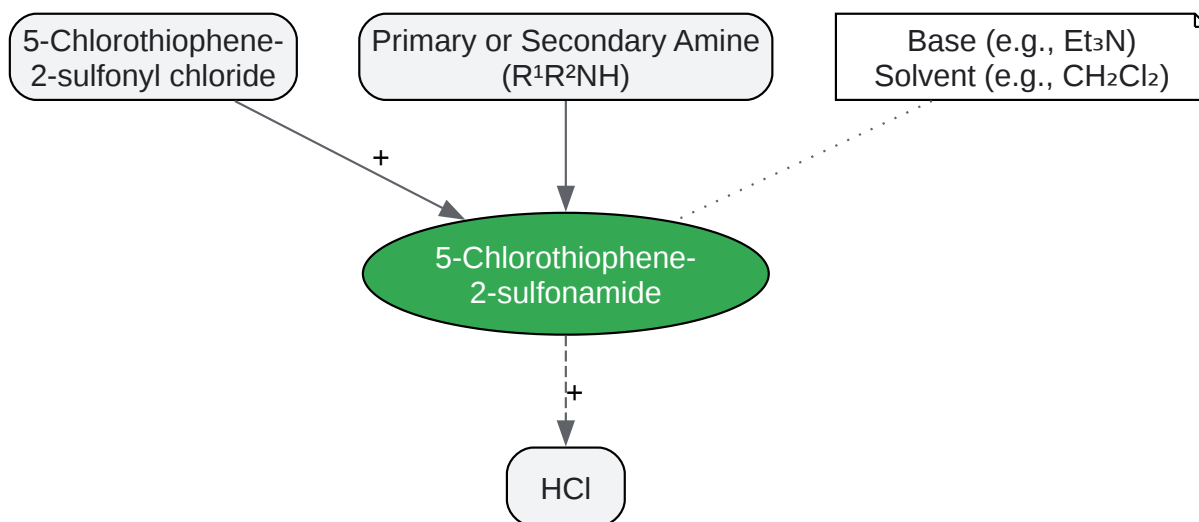 5-Chlorothiophene-
2-sulfonyl chloride
Primary or Secondary Amine
(R¹R²NH)
Base (e.g., Et₃N)
Solvent (e.g., CH₂Cl₂)
+
5-Chlorothiophene-
2-sulfonamide
+
HCl